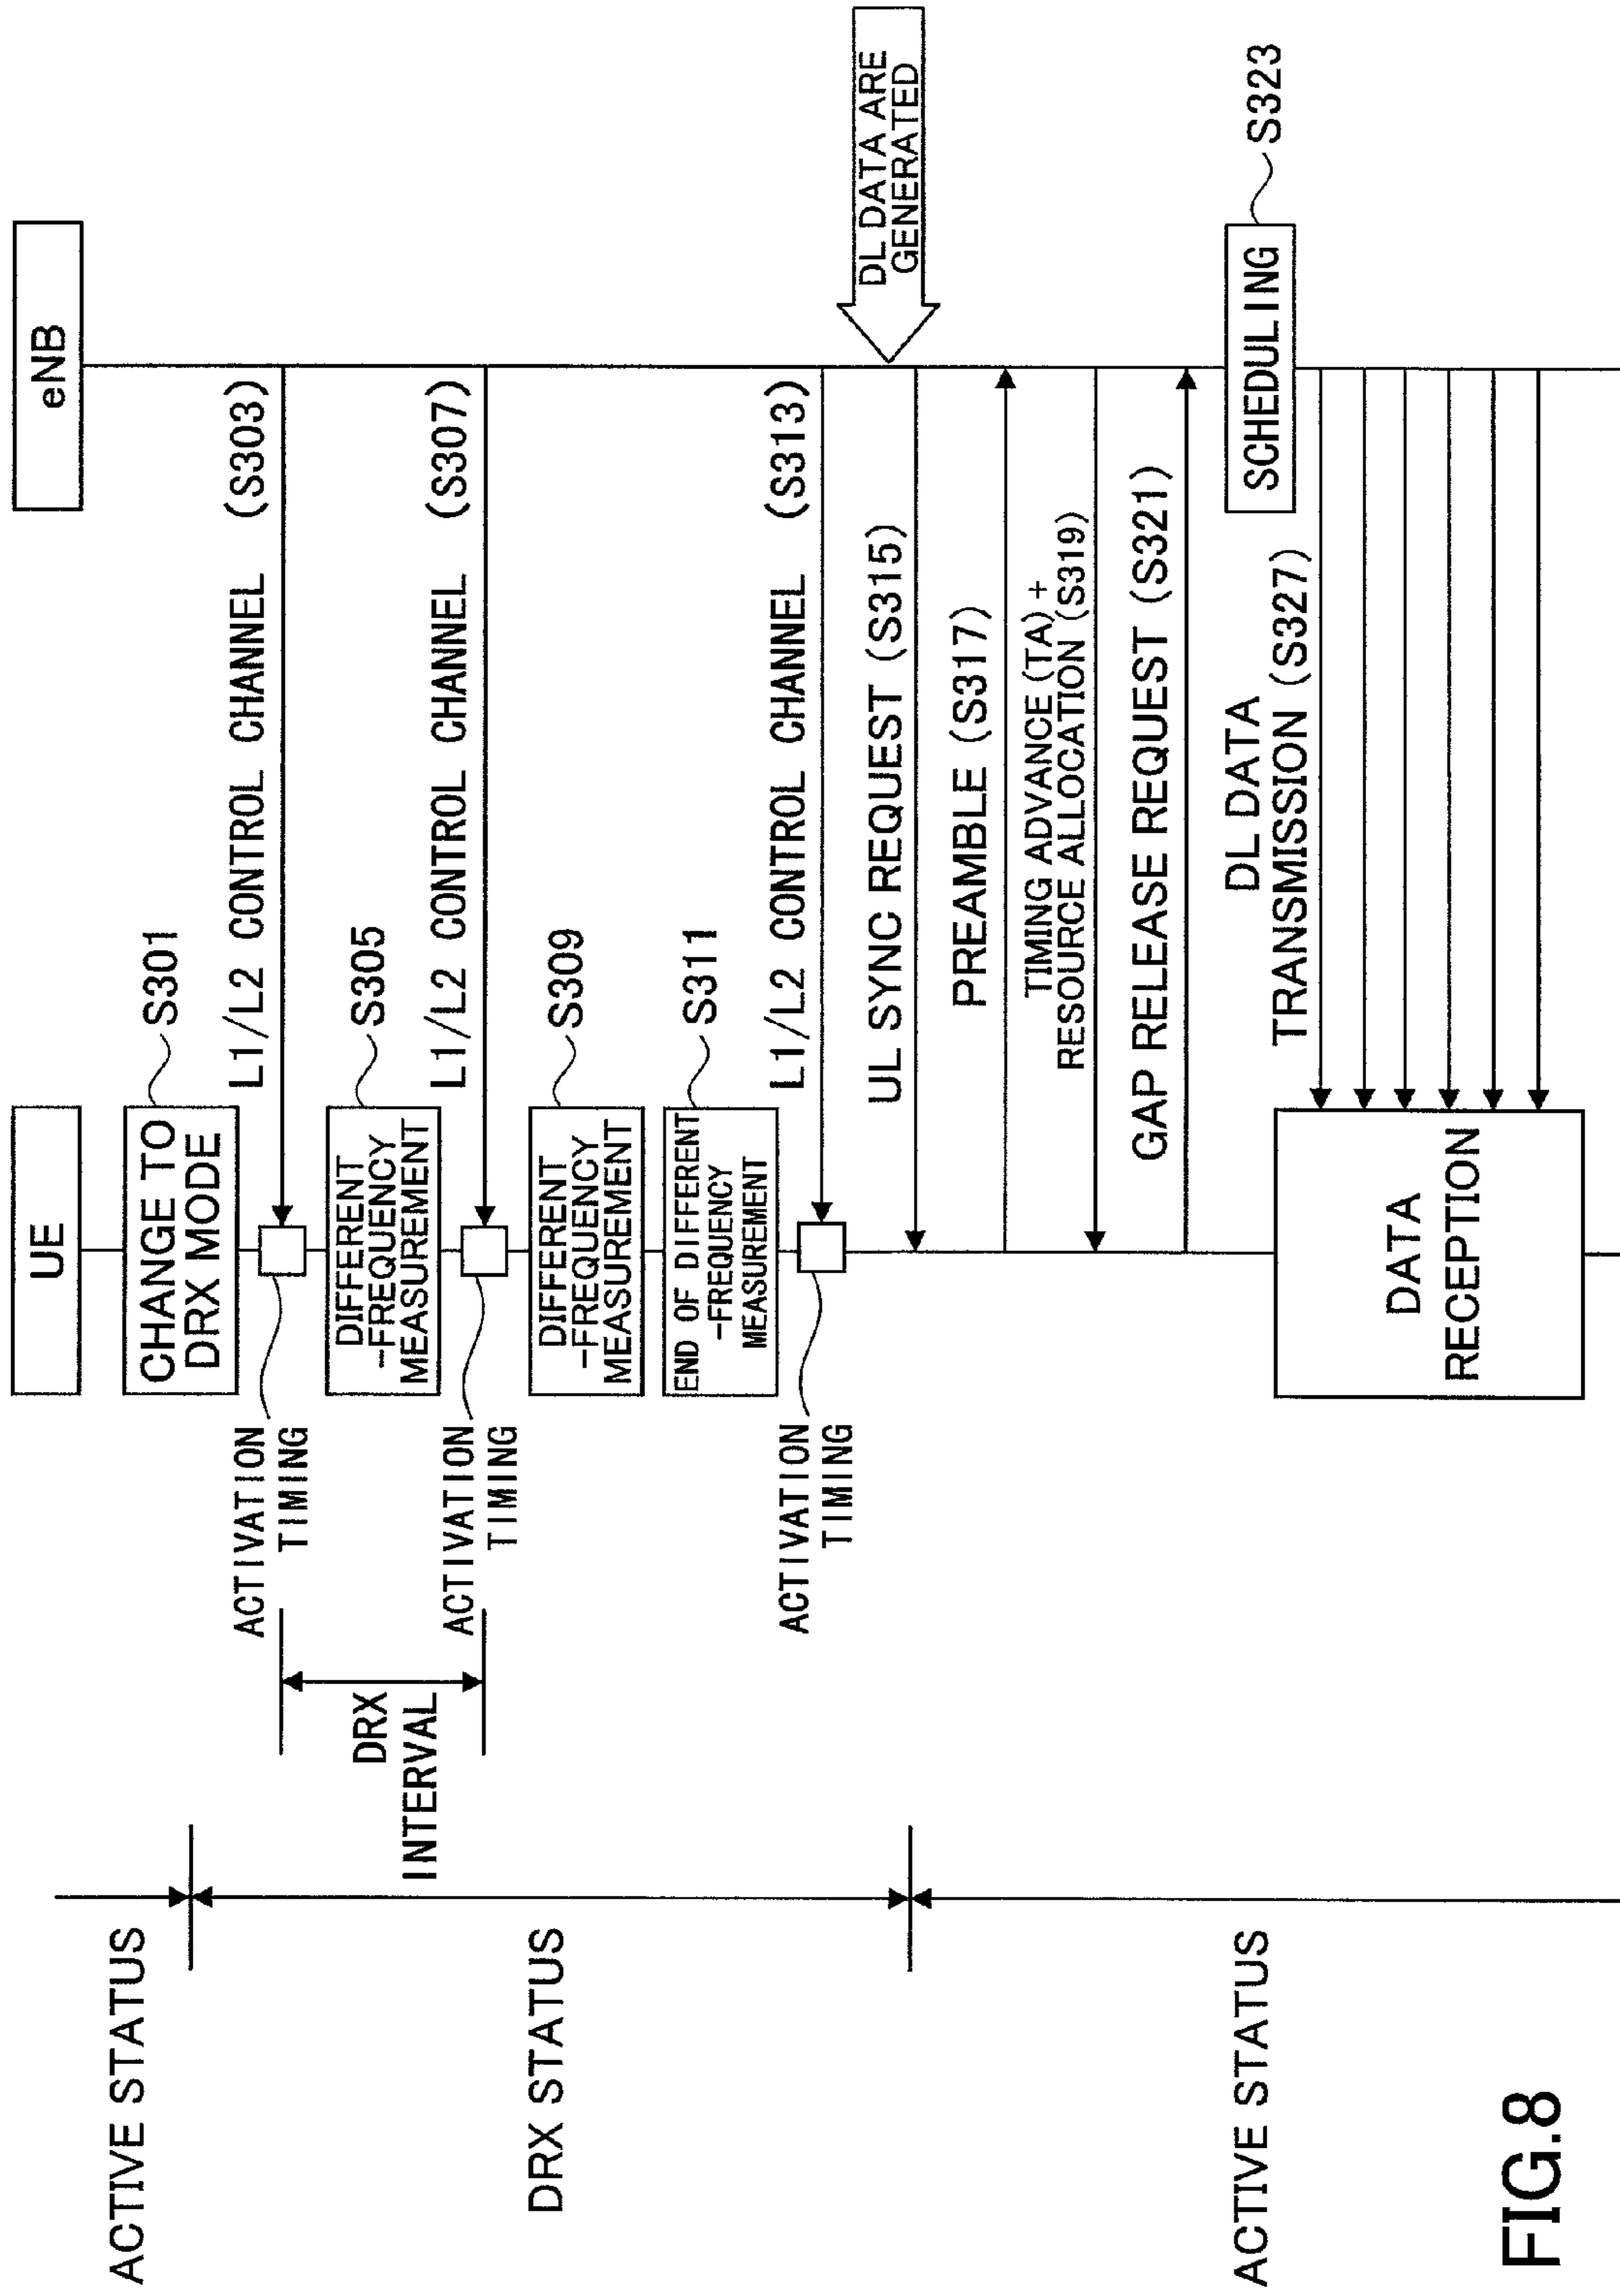 UE
eNB
ACTIVE STATUS
CHANGE TO
DRX MODE
S301
L1/L2 CONTROL CHANNEL (S303)
ACTIVATION
TIMING
DRX
INTERVAL
DIFFERENT
-FREQUENCY
MEASUREMENT
S305
L1/L2 CONTROL CHANNEL (S307)
ACTIVATION
TIMING
DRX STATUS
DIFFERENT
-FREQUENCY
MEASUREMENT
S309
END OF DIFFERENT
-FREQUENCY
MEASUREMENT
S311
L1/L2 CONTROL CHANNEL (S313)
ACTIVATION
TIMING
DL DATA ARE
GENERATED
UL SYNC REQUEST (S315)
PREAMBLE (S317)
TIMING ADVANCE (TA) +
RESOURCE ALLOCATION (S319)
GAP RELEASE REQUEST (S321)
ACTIVE STATUS
SCHEDULING
S323
DL DATA
TRANSMISSION (S327)
DATA
RECEPTION
FIG.8